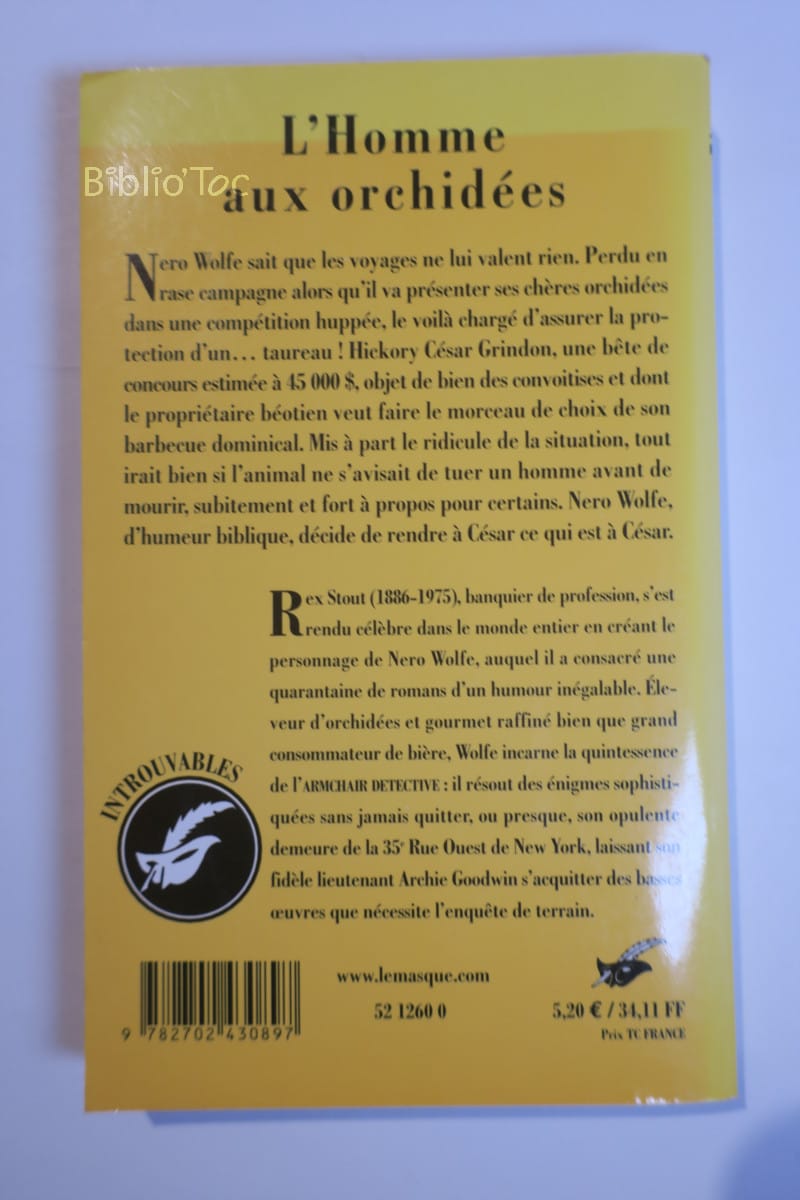 L'Homme
aux orchidées
Biblio'Toc
Nero Wolfe sait que les voyages ne lui valent rien. Perdu en
rase campagne alors qu'il va présenter ses chères orchidées
dans une compétition huppée, le voilà chargé d'assurer la pro-
tection d'un... taureau ! Hickory César Grindon, une bête de
concours estimée à 45 000 $, objet de bien des convoitises et dont
le propriétaire béotien veut faire le morceau de choix de son
barbecue dominical. Mis à part le ridicule de la situation, tout
irait bien si l'animal ne s'avisait de tuer un homme avant de
mourir, subitement et fort à propos pour certains. Nero Wolfe,
d'humeur biblique, décide de rendre à César ce qui est à César.
Rex Stout (1886-1975), banquier de profession, s'est
rendu célèbre dans le monde entier en créant le
personnage de Nero Wolfe, auquel il a consacré une
quarantaine de romans d'un humour inégalable. Éle-
veur d'orchidées et gourmet raffiné bien que grand
consommateur de bière, Wolfe incarne la quintessence
de l'ARMCHAIR DETECTIVE : il résout des énigmes sophisti-
quées sans jamais quitter, ou presque, son opulente
demeure de la 35e Rue Ouest de New York, laissant son
fidèle lieutenant Archie Goodwin s'acquitter des basses
œuvres que nécessite l'enquête de terrain.
INTROUVABLES
www.lemasque.com
52 1260 0
5,20 € / 34,11 FF
Prix TC FRANCE
9 782702 430897